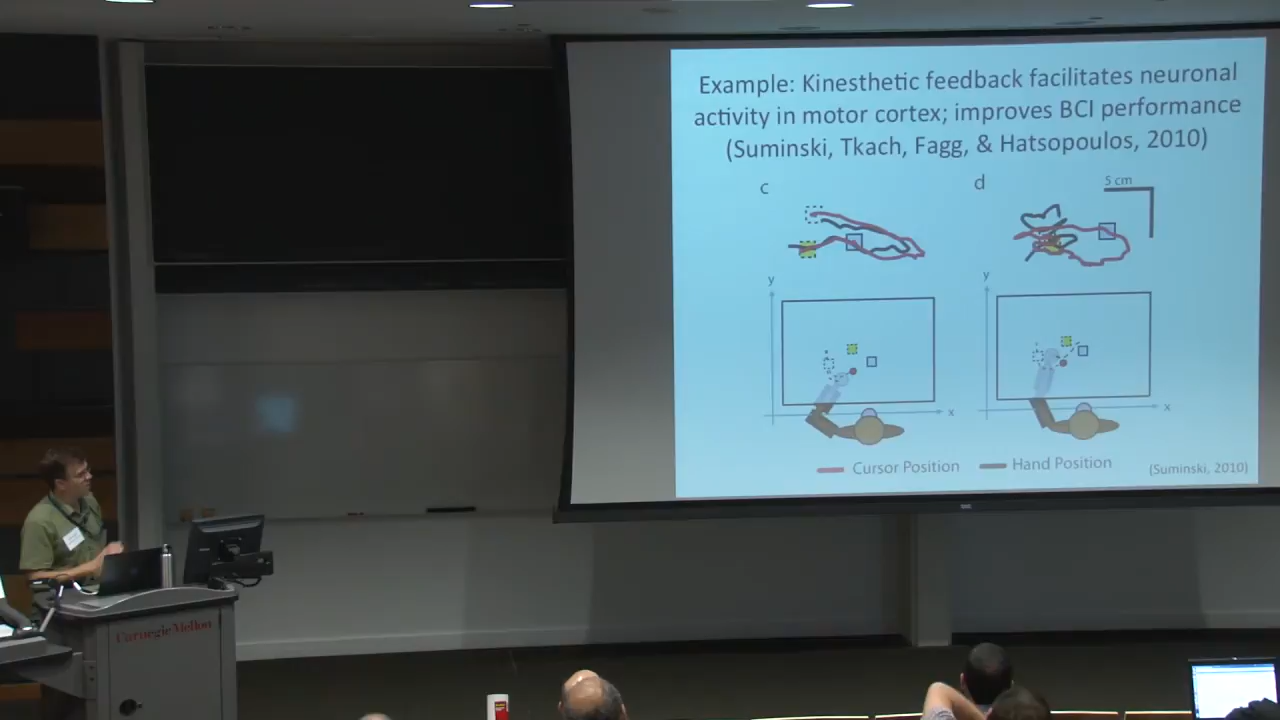 Example: Kinesthetic feedback facilitates neuronal
activity in motor cortex; improves BCI performance
(Suminski, Tkach, Fagg, & Hatsopoulos, 2010)
c
d
5 cm
y
y
x
x
Cursor Position
Hand Position
(Suminski, 2010)
Carnegie Mellon